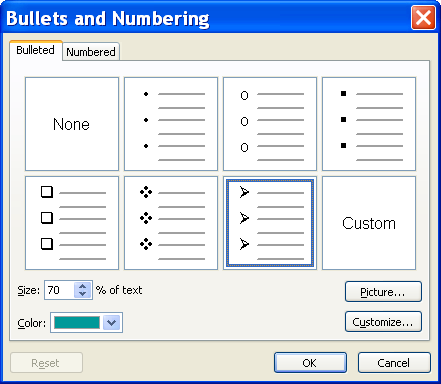 Bullets and Numbering
Bulleted Numbered
None
Custom
Size: 70 % of text
Picture...
Color:
Customize...
Reset OK Cancel